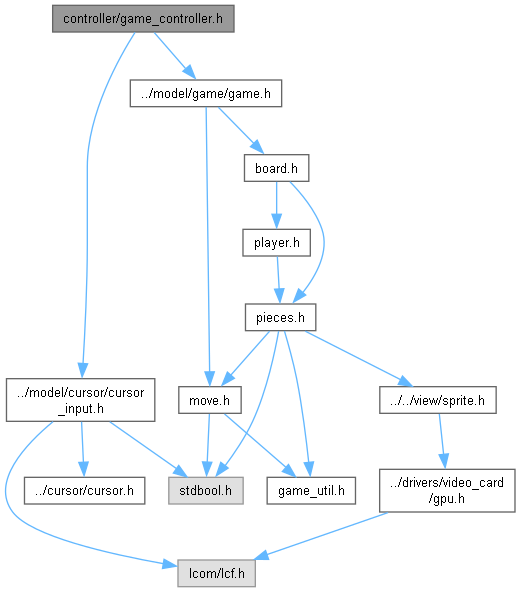 controller/game_controller.h
../model/game/game.h
board.h
player.h
pieces.h
../model/cursor/cursor
_input.h
move.h
../../view/sprite.h
../cursor/cursor.h
stdbool.h
game_util.h
../drivers/video_card
/gpu.h
lcom/lcf.h